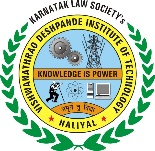 KARNATAK LAW SOCIETY'S
VISHWANATHRAO DESHPANDE INSTITUTE OF TECHNOLOGY
KNOWLEDGE IS POWER
HALIYAL